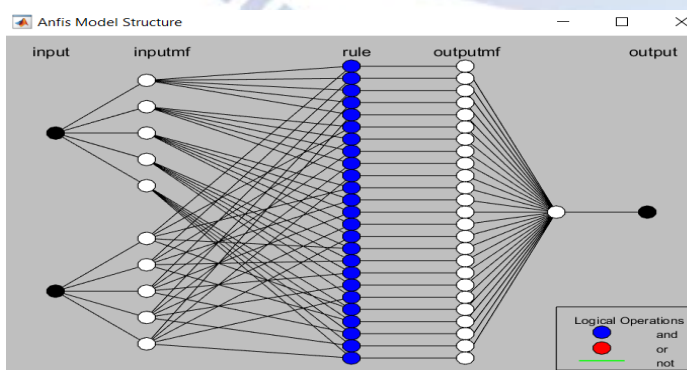 Anfis Model Structure
input inputmf rule outputmf output
Logical Operations
and
or
not